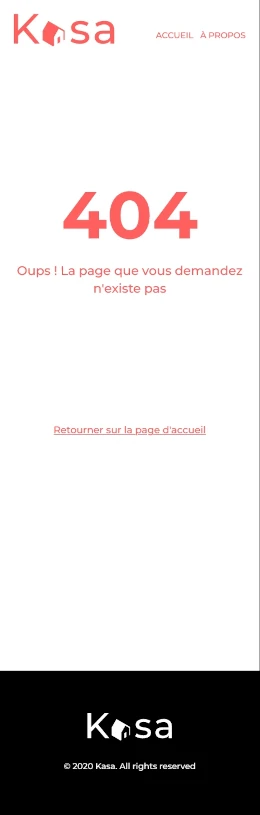 Kasa
ACCUEIL À PROPOS
404
Oups ! La page que vous demandez
n'existe pas
Retourner sur la page d'accueil
Kasa
© 2020 Kasa. All rights reserved